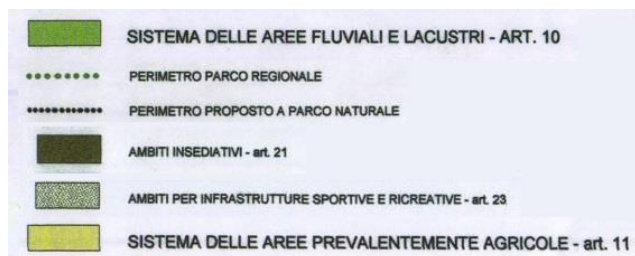 SISTEMA DELLE AREE FLUVIALI E LACUSTRI - ART. 10
PERIMETRO PARCO REGIONALE
PERIMETRO PROPOSTO A PARCO NATURALE
AMBITI INSEDIATIVI - art. 21
AMBITI PER INFRASTRUTTURE SPORTIVE E RICREATIVE - art. 23
SISTEMA DELLE AREE PREVALENTEMENTE AGRICOLE - art. 11